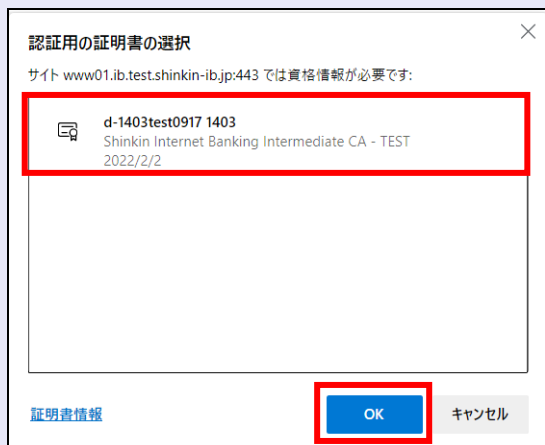 認証用の証明書の選択
サイト www01.ib.test.shinkin-ib.jp:443 では資格情報が必要です:
d-1403test0917 1403
Shinkin Internet Banking Intermediate CA - TEST
2022/2/2
証明書情報
OK
キャンセル